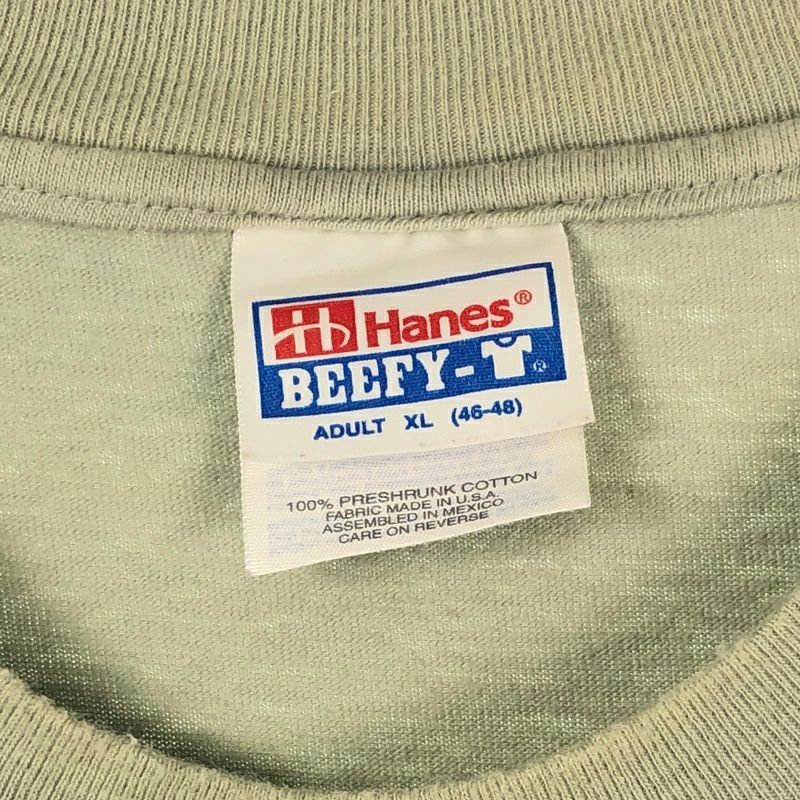 Hanes®
BEEFY-T®
ADULT XL (46-48)
100% PRESHRUNK COTTON
FABRIC MADE IN U.S.A.
ASSEMBLED IN MEXICO
CARE ON REVERSE